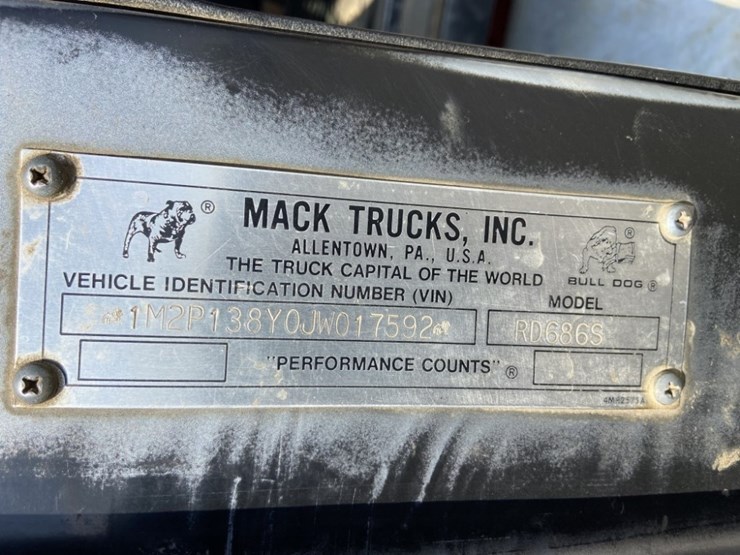 MACK TRUCKS, INC.
ALLENTOWN, PA., U.S.A.
THE TRUCK CAPITAL OF THE WORLD
BULL DOG ®
VEHICLE IDENTIFICATION NUMBER (VIN)
MODEL
1M2P138Y0JW017592
RD686S
"PERFORMANCE COUNTS" ®